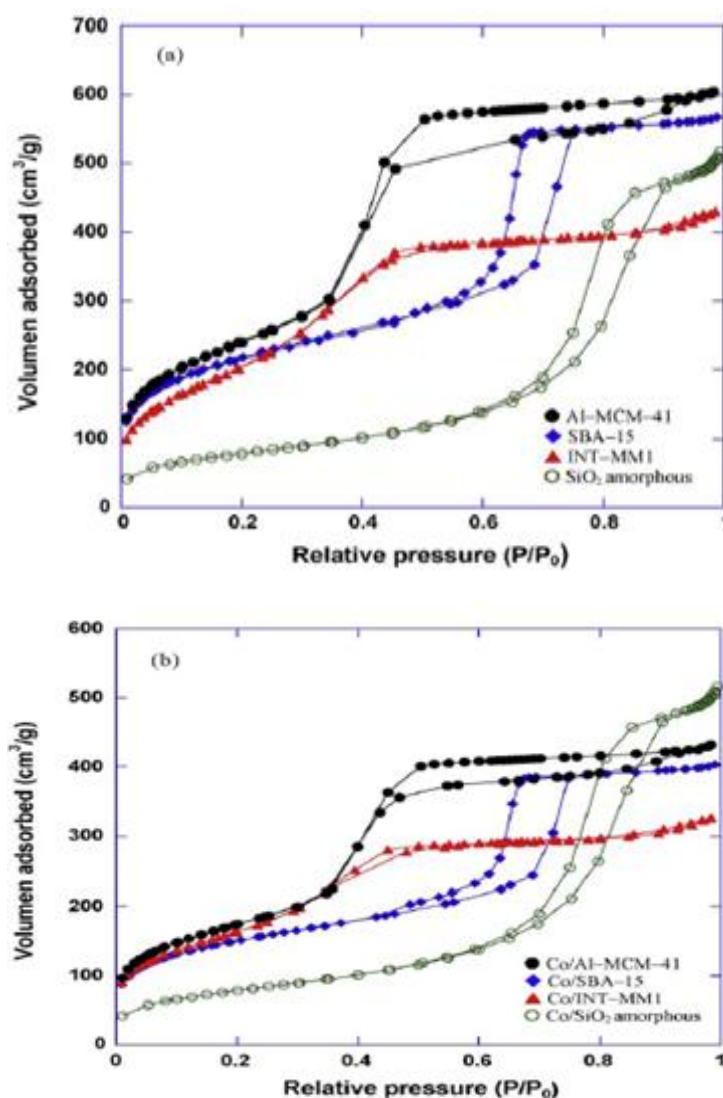 700
(a)
600
500
400
300
200
100
0
Volumen adsorbed (cm³/g)
Al–MCM–41
SBA–15
INT–MM1
SiO₂ amorphous
0 0.2 0.4 0.6 0.8 1
Relative pressure (P/P₀)
600
(b)
500
400
300
200
100
0
Volumen adsorbed (cm³/g)
Co/Al–MCM–41
Co/SBA–15
Co/INT–MM1
Co/SiO₂ amorphous
0 0.2 0.4 0.6 0.8 1
Relative pressure (P/P₀)